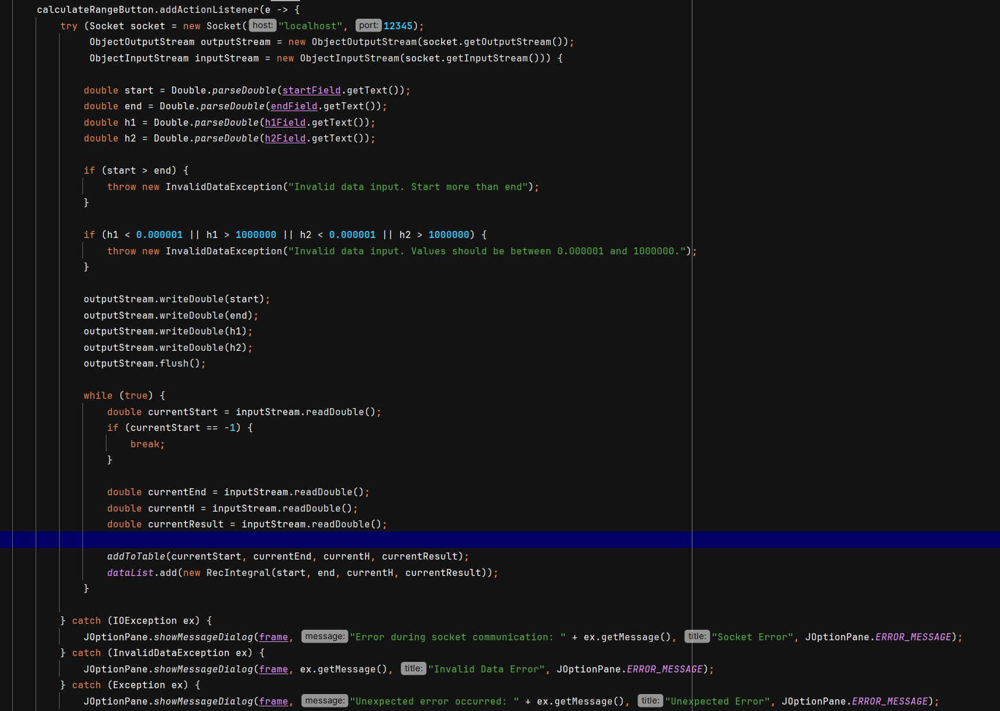 calculateRangeButton.addActionListener(e -> {
try (Socket socket = new Socket( host: "localhost", port: 12345);
ObjectOutputStream outputStream = new ObjectOutputStream(socket.getOutputStream());
ObjectInputStream inputStream = new ObjectInputStream(socket.getInputStream())) {
double start = Double.parseDouble(startField.getText());
double end = Double.parseDouble(endField.getText());
double h1 = Double.parseDouble(h1Field.getText());
double h2 = Double.parseDouble(h2Field.getText());
if (start > end) {
throw new InvalidDataException("Invalid data input. Start more than end");
}
if (h1 < 0.000001 || h1 > 1000000 || h2 < 0.000001 || h2 > 1000000) {
throw new InvalidDataException("Invalid data input. Values should be between 0.000001 and 1000000.");
}
outputStream.writeDouble(start);
outputStream.writeDouble(end);
outputStream.writeDouble(h1);
outputStream.writeDouble(h2);
outputStream.flush();
while (true) {
double currentStart = inputStream.readDouble();
if (currentStart == -1) {
break;
}
double currentEnd = inputStream.readDouble();
double currentH = inputStream.readDouble();
double currentResult = inputStream.readDouble();
addToTable(currentStart, currentEnd, currentH, currentResult);
dataList.add(new RecIntegral(start, end, currentH, currentResult));
}
} catch (IOException ex) {
JOptionPane.showMessageDialog(frame, message: "Error during socket communication: " + ex.getMessage(), title: "Socket Error", JOptionPane.ERROR_MESSAGE);
} catch (InvalidDataException ex) {
JOptionPane.showMessageDialog(frame, ex.getMessage(), title: "Invalid Data Error", JOptionPane.ERROR_MESSAGE);
} catch (Exception ex) {
JOptionPane.showMessageDialog(frame, message: "Unexpected error occurred: " + ex.getMessage(), title: "Unexpected Error", JOptionPane.ERROR_MESSAGE);